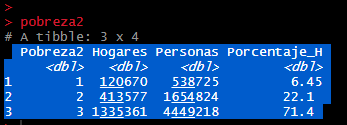 >
> pobreza2
# A tibble: 3 x 4
Pobreza2 Hogares Personas Porcentaje_H
<dbl> <dbl> <dbl> <dbl>
1 1 120670 538725 6.45
2 2 413577 1654824 22.1
3 3 1335361 4449218 71.4